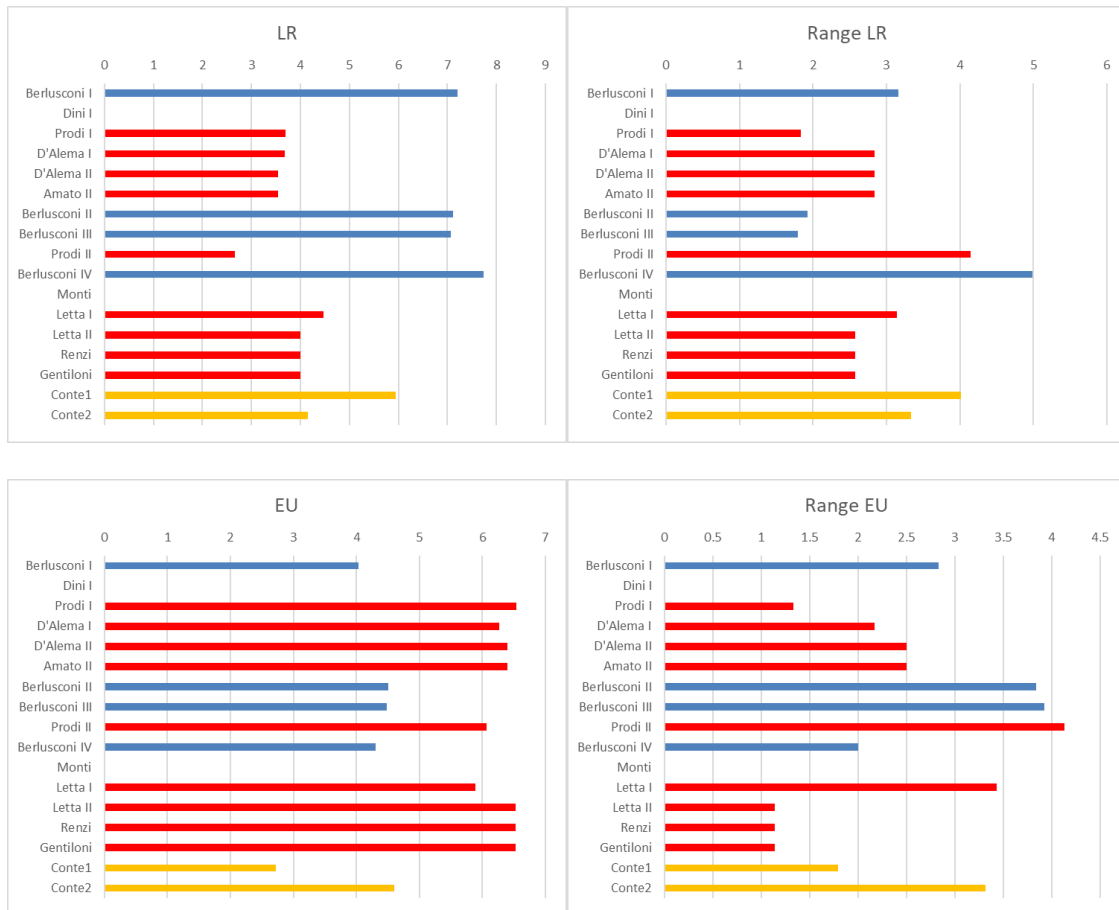 LR
0 1 2 3 4 5 6 7 8 9
Berlusconi I
Dini I
Prodi I
D'Alema I
D'Alema II
Amato II
Berlusconi II
Berlusconi III
Prodi II
Berlusconi IV
Monti
Letta I
Letta II
Renzi
Gentiloni
Conte1
Conte2
Range LR
0 1 2 3 4 5 6
Berlusconi I
Dini I
Prodi I
D'Alema I
D'Alema II
Amato II
Berlusconi II
Berlusconi III
Prodi II
Berlusconi IV
Monti
Letta I
Letta II
Renzi
Gentiloni
Conte1
Conte2
EU
0 1 2 3 4 5 6 7
Berlusconi I
Dini I
Prodi I
D'Alema I
D'Alema II
Amato II
Berlusconi II
Berlusconi III
Prodi II
Berlusconi IV
Monti
Letta I
Letta II
Renzi
Gentiloni
Conte1
Conte2
Range EU
0 0.5 1 1.5 2 2.5 3 3.5 4 4.5
Berlusconi I
Dini I
Prodi I
D'Alema I
D'Alema II
Amato II
Berlusconi II
Berlusconi III
Prodi II
Berlusconi IV
Monti
Letta I
Letta II
Renzi
Gentiloni
Conte1
Conte2